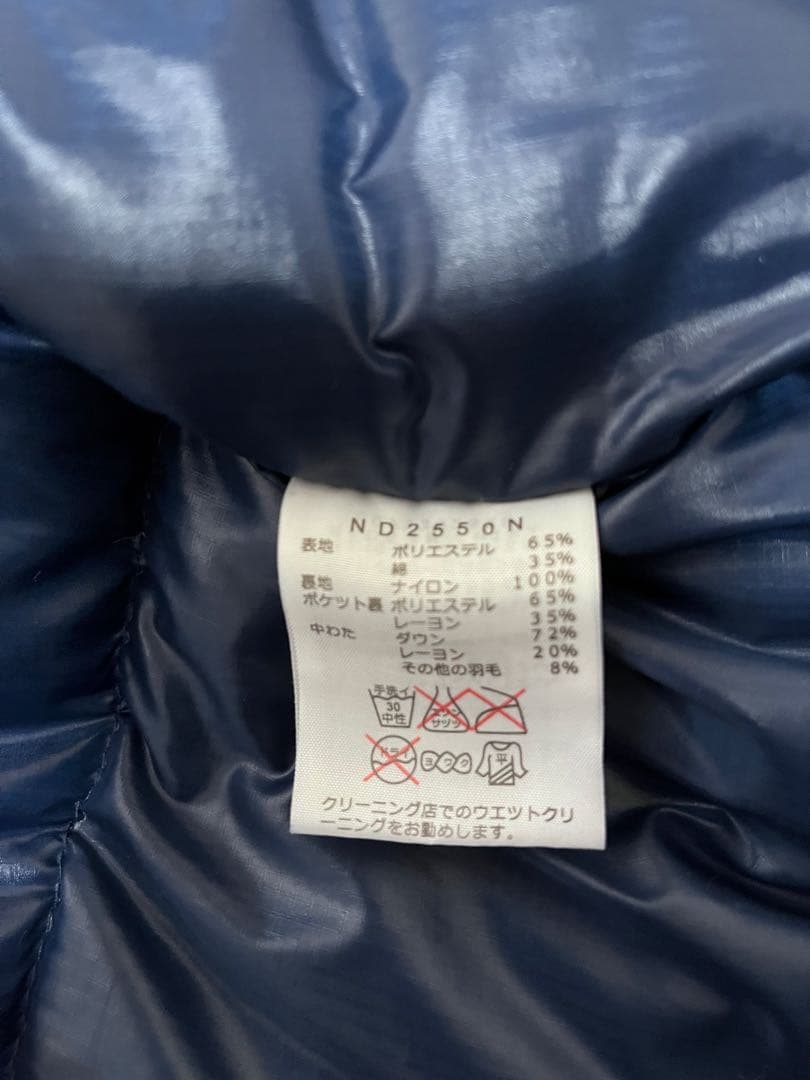 ND2550N
表地 ポリエステル 65%
綿 35%
裏地 ナイロン 100%
ポケット裏 ポリエステル 65%
レーヨン 35%
中わた ダウン 72%
レーヨン 20%
その他の羽毛 8%
手洗イ
30
中性
エンソ
サラシ
ドライ
ヨワク
平
クリーニング店でのウエツトクリ
ーニングをお勧めします。